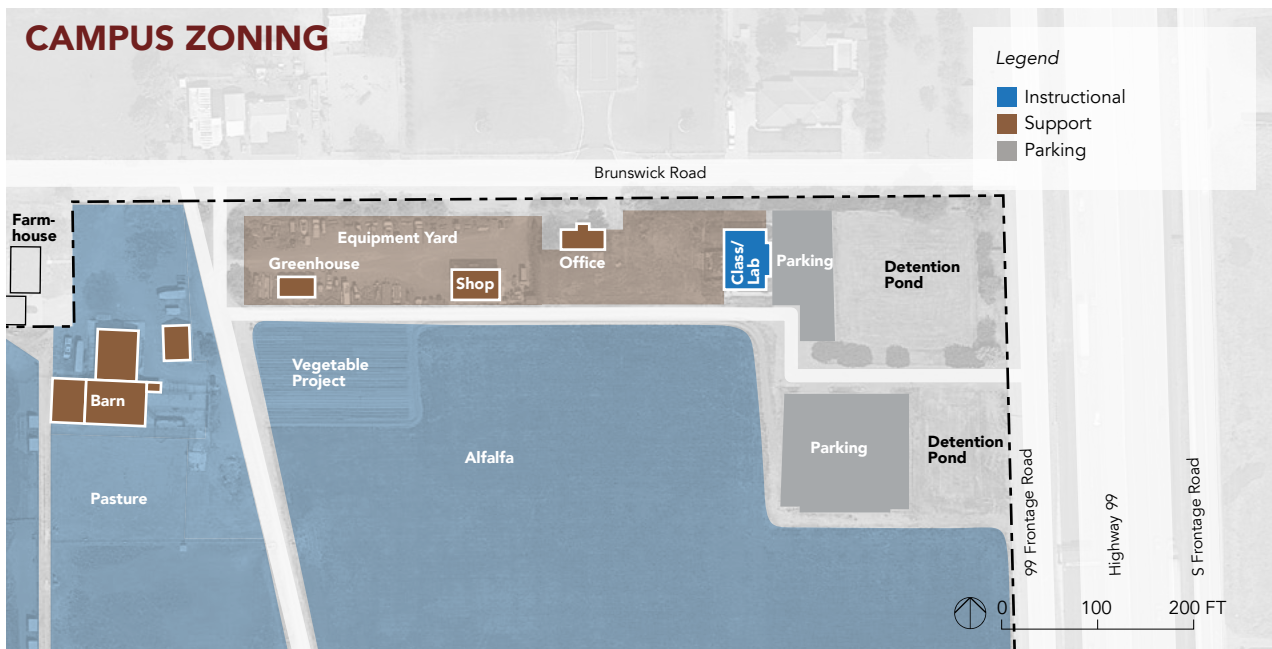 CAMPUS ZONING
Legend
Instructional
Support
Parking
Brunswick Road
Farm-
house
Equipment Yard
Greenhouse
Shop
Office
Class/
Lab
Parking
Detention
Pond
Vegetable
Project
Barn
Alfalfa
Parking
Detention
Pond
Pasture
99 Frontage Road
Highway 99
S Frontage Road
0 100 200 FT